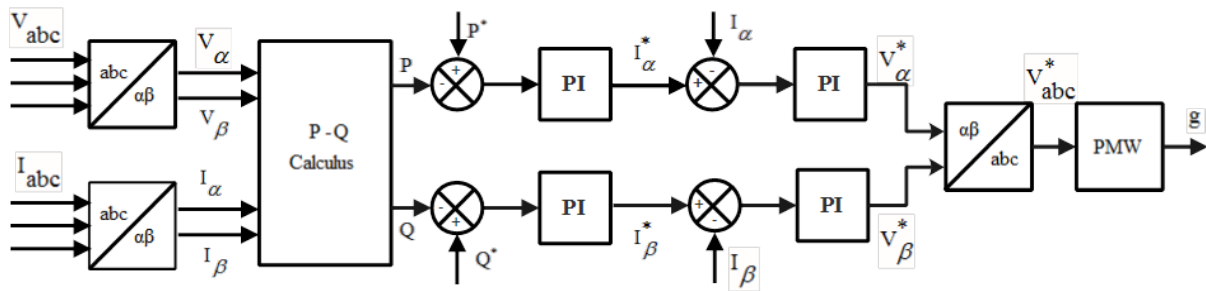 V_abc
abc
αβ
V_α
V_β
I_abc
abc
αβ
I_α
I_β
P - Q
Calculus
P
Q
P*
+
-
PI
I*_α
I_α
-
+
PI
V*_α
-
+
Q*
PI
I*_β
+
-
I_β
PI
V*_β
αβ
abc
V*_abc
PMW
g